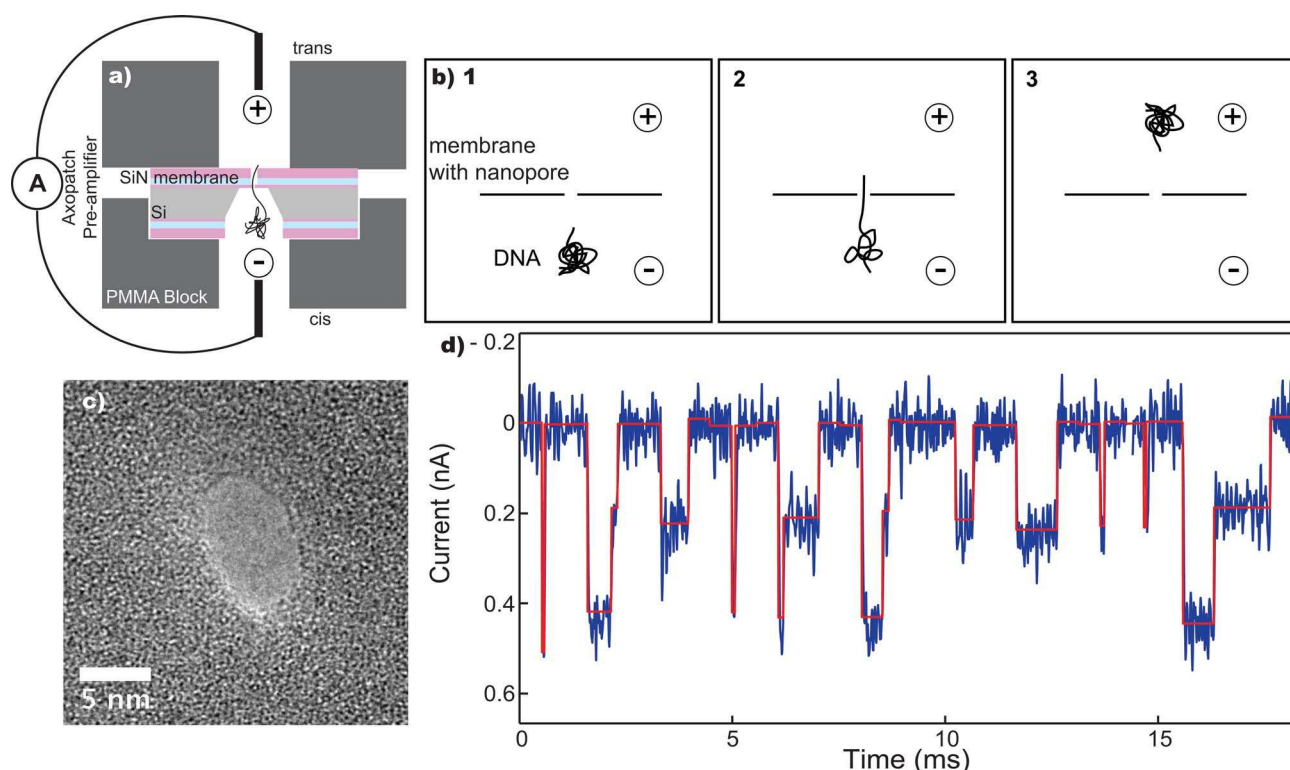 a)
trans
+
A
Axopatch
Pre-amplifier
SiN membrane
Si
-
PMMA Block
cis
b) 1
+
membrane
with nanopore
DNA
-
2
+
-
3
+
-
c)
5 nm
d)
- 0.2
0
0.2
0.4
0.6
Current (nA)
0
5
10
15
Time (ms)